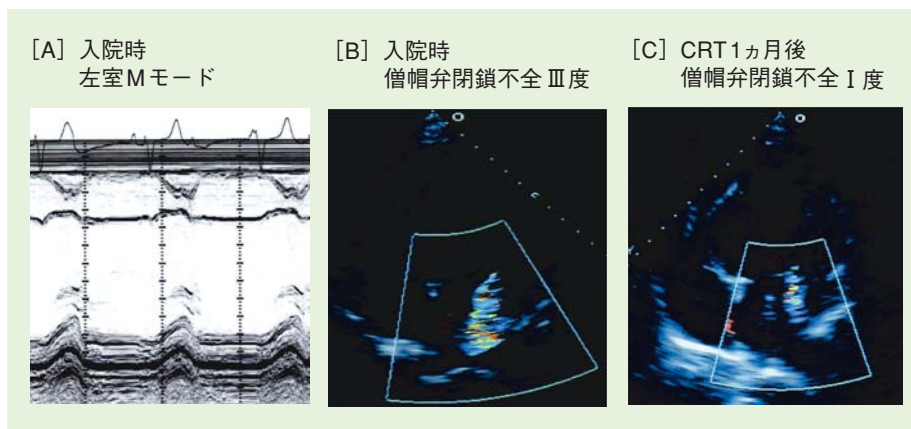 [A] 入院時
左室Mモード
[B] 入院時
僧帽弁閉鎖不全Ⅲ度
[C] CRT1ヵ月後
僧帽弁閉鎖不全Ⅰ度